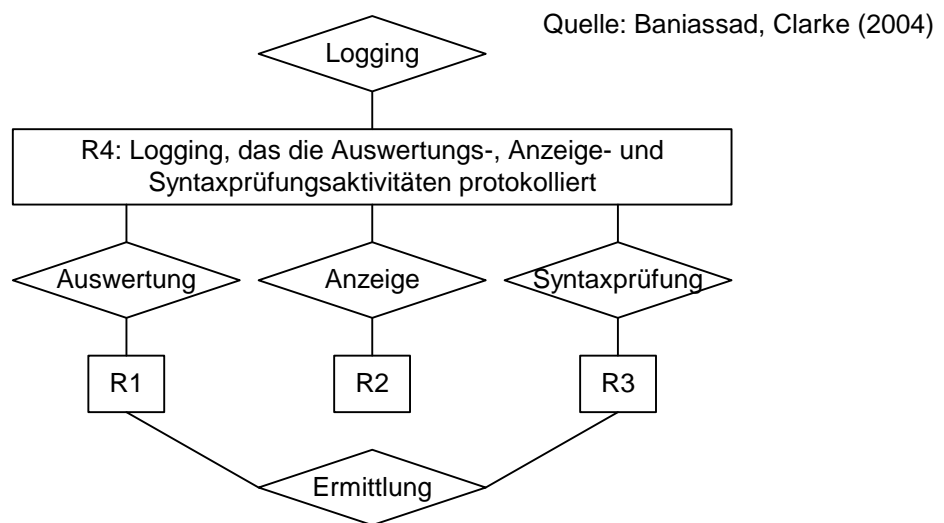 Quelle: Baniassad, Clarke (2004)
Logging
R4: Logging, das die Auswertungs-, Anzeige- und
Syntaxprüfungsaktivitäten protokolliert
Auswertung
Anzeige
Syntaxprüfung
R1
R2
R3
Ermittlung